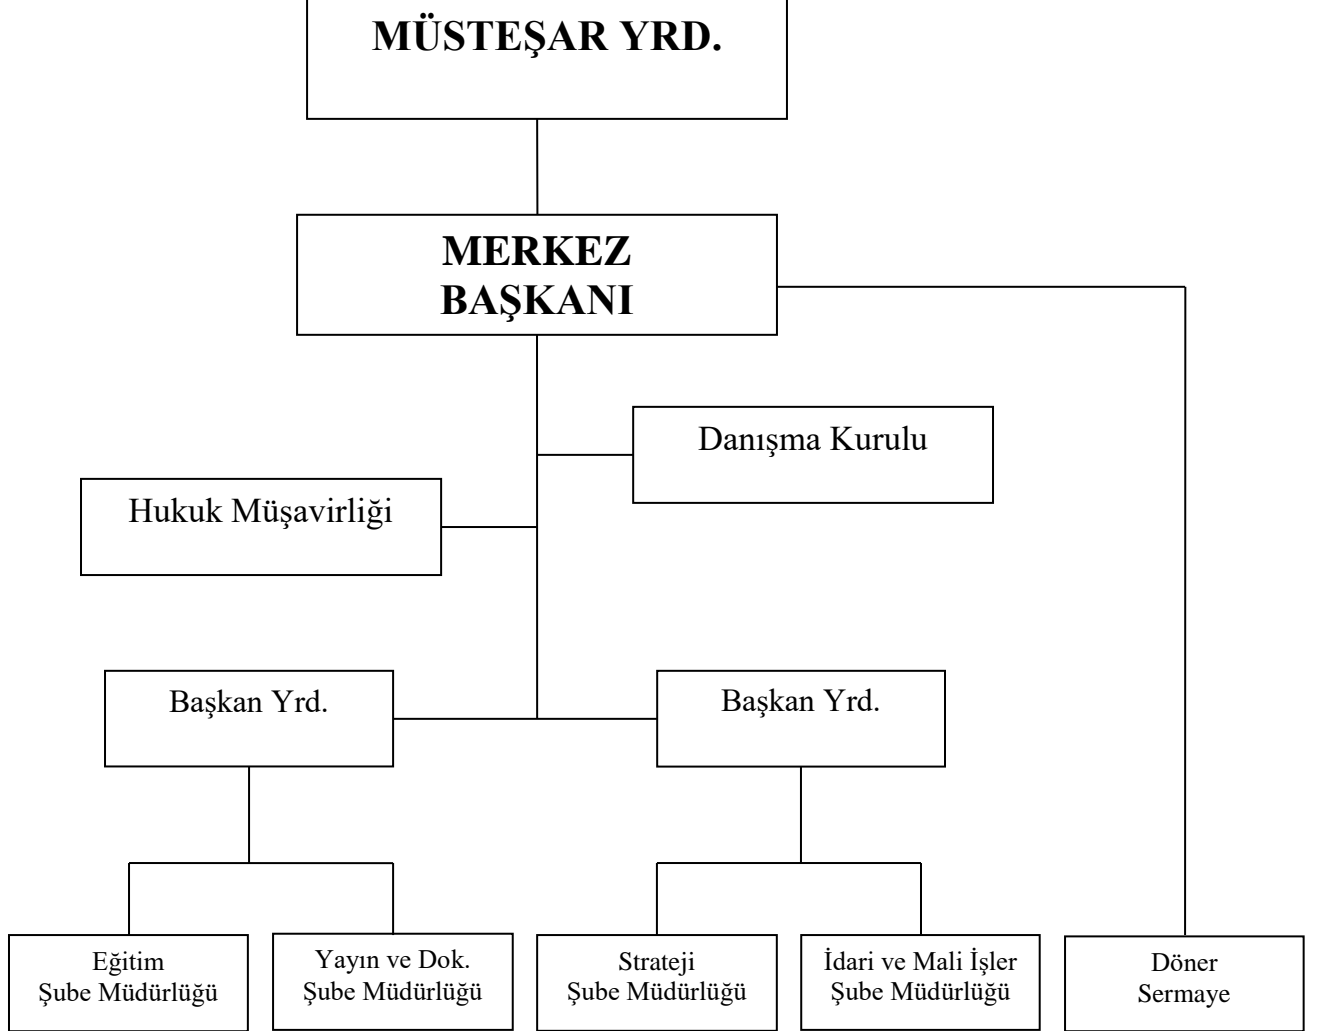 MÜSTEŞAR YRD.
MERKEZ
BAŞKANI
Danışma Kurulu
Hukuk Müşavirliği
Başkan Yrd.
Başkan Yrd.
Eğitim
Şube Müdürlüğü
Yayın ve Dok.
Şube Müdürlüğü
Strateji
Şube Müdürlüğü
İdari ve Mali İşler
Şube Müdürlüğü
Döner
Sermaye